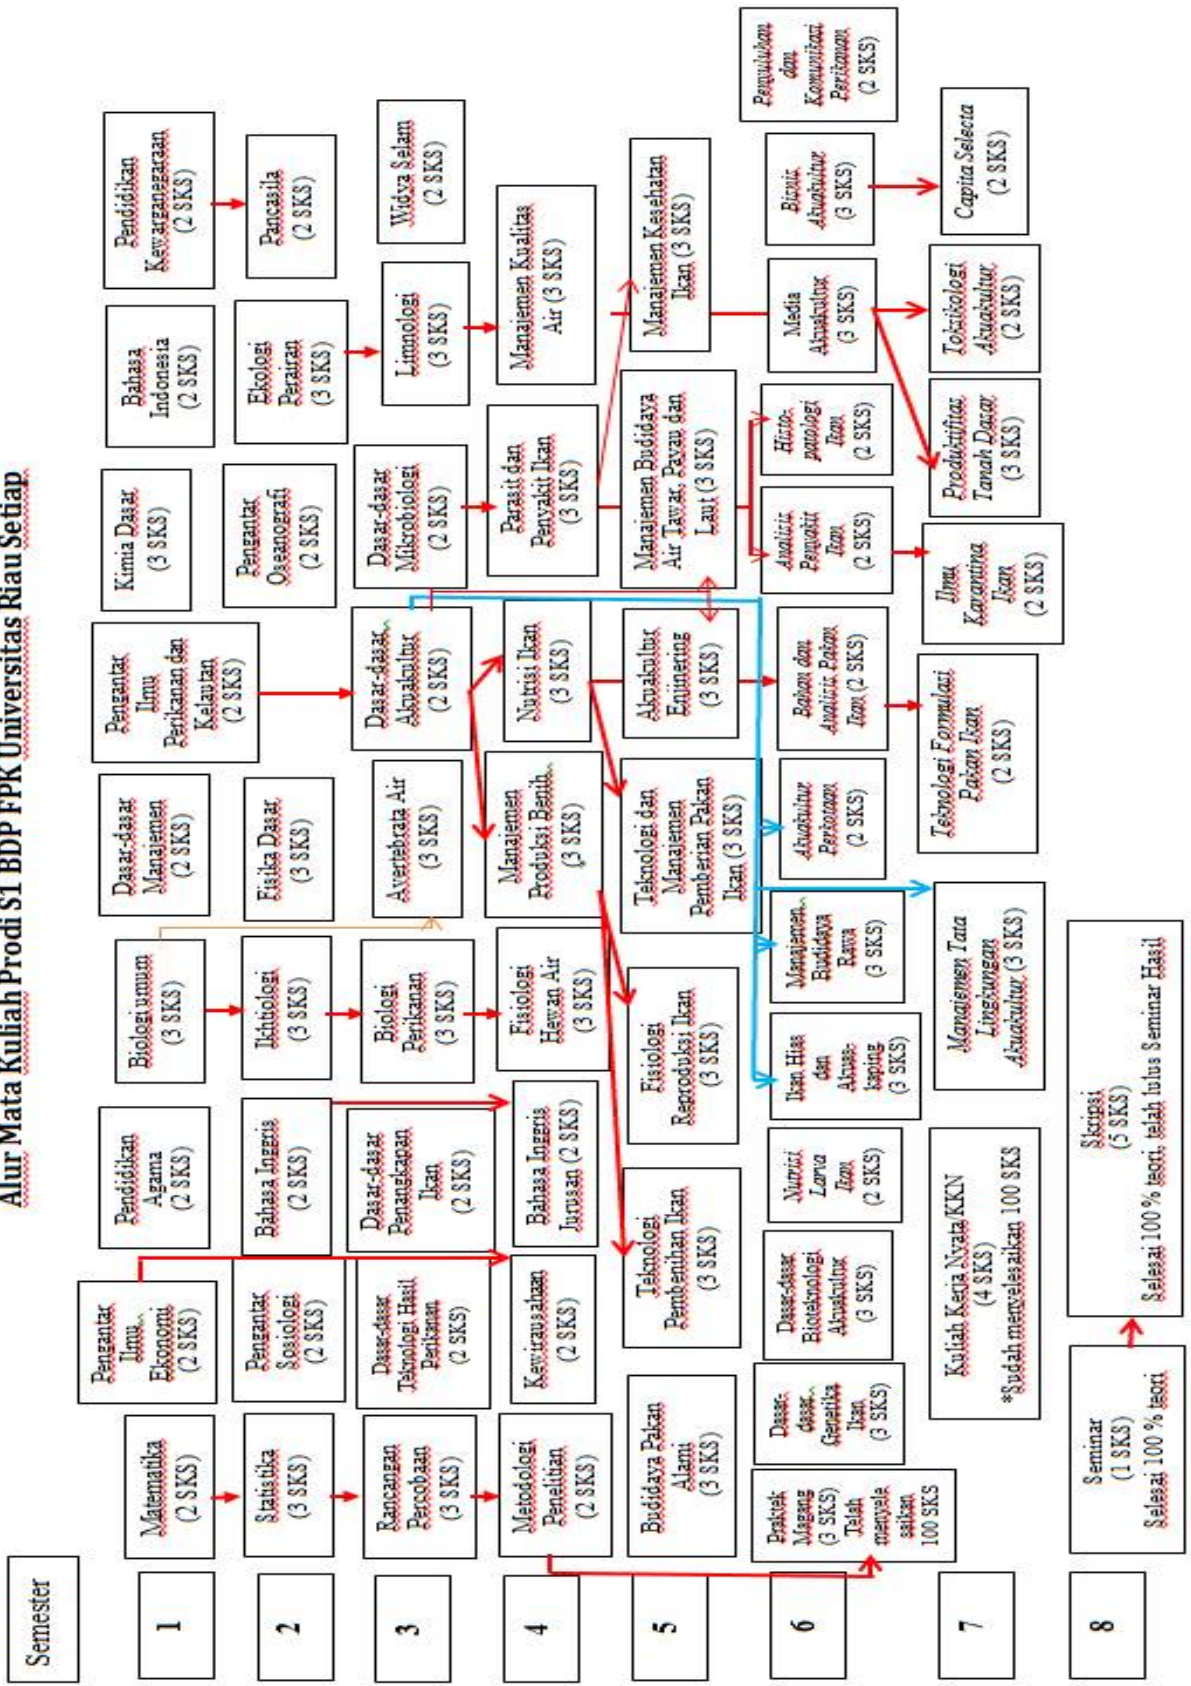 Alur Mata Kuliah Prodi S1 BDP FPK Universitas Riau Setiap
Semester
1
Matematika
(2 SKS)
Pengantar
Ilmu
Ekonomi
(2 SKS)
Pendidikan
Agama
(2 SKS)
Biologi umum
(3 SKS)
Dasar-dasar
Manajemen
(2 SKS)
Pengantar
Ilmu
Perikanan dan
Kelautan
(2 SKS)
Kimia Dasar
(3 SKS)
Bahasa
Indonesia
(2 SKS)
Pendidikan
Kewarganegaraan
(2 SKS)
2
Statistika
(3 SKS)
Pengantar
Sosiologi
(2 SKS)
Bahasa Inggris
(2 SKS)
Ikhtiologi
(3 SKS)
Fisika Dasar
(3 SKS)
Pengantar
Oseanografi
(2 SKS)
Ekologi
Perairan
(3 SKS)
Pancasila
(2 SKS)
3
Rancangan
Percobaan
(3 SKS)
Dasar-dasar
Teknologi Hasil
Perikanan
(2 SKS)
Dasar-dasar
Penangkapan
Ikan
(2 SKS)
Biologi
Perikanan
(3 SKS)
Avertebrata Air
(3 SKS)
Dasar-dasar
Akuakultur
(2 SKS)
Dasar-dasar
Mikrobiologi
(2 SKS)
Limnologi
(3 SKS)
Widya Selam
(2 SKS)
4
Metodologi
Penelitian
(2 SKS)
Kewirausahaan
(2 SKS)
Bahasa Inggris
Jurusan (2 SKS)
Fisiologi
Hewan Air
(3 SKS)
Manajemen
Produksi Benih
(3 SKS)
Nutrisi Ikan
(3 SKS)
Parasit dan
Penyakit Ikan
(3 SKS)
Manajemen Kualitas
Air (3 SKS)
5
Budidaya Pakan
Alami
(3 SKS)
Teknologi
Pembenihan Ikan
(3 SKS)
Fisiologi
Reproduksi Ikan
(3 SKS)
Teknologi dan
Manajemen
Pemberian Pakan
Ikan (3 SKS)
Akuakultur
Enjinering
(3 SKS)
Manajemen Budidaya
Air Tawar, Payau dan
Laut (3 SKS)
Manajemen Kesehatan
Ikan (3 SKS)
6
Praktek
Magang
(3 SKS)
Telah
menyele
saikan
100 SKS
Dasar-
dasar
Genetika
Ikan
(3 SKS)
Dasar-dasar
Bioteknologi
Akuakultur
(3 SKS)
Nutrisi
Larva
Ikan
(2 SKS)
Ikan Hias
dan
Akuas-
kaping
(3 SKS)
Manajemen
Budidaya
Rawa
(3 SKS)
Akuakultur
Perkotaan
(2 SKS)
Bahan dan
Analisis Pakan
Ikan (2 SKS)
Analisis
Penyakit
Ikan
(2 SKS)
Histo-
patologi
Ikan
(2 SKS)
Media
Akuakultur
(3 SKS)
Bisnis
Akuakultur
(3 SKS)
Penyuluhan
dan
Komunikasi
Perikanan
(2 SKS)
7
Kuliah Kerja Nyata/KKN
(4 SKS)
*Sudah menyelesaikan 100 SKS
Manajemen Tata
Lingkungan
Akuakultur (3 SKS)
Teknologi Formulasi
Pakan Ikan
(2 SKS)
Ilmu
Karantina
Ikan
(2 SKS)
Produktifitas
Tanah Dasar
(3 SKS)
Toksikologi
Akuakultur
(2 SKS)
Capita Selecta
(2 SKS)
8
Seminar
(1 SKS)
Selesai 100 % teori
Skripsi
(5 SKS)
Selesai 100 % teori, telah lulus Seminar Hasil